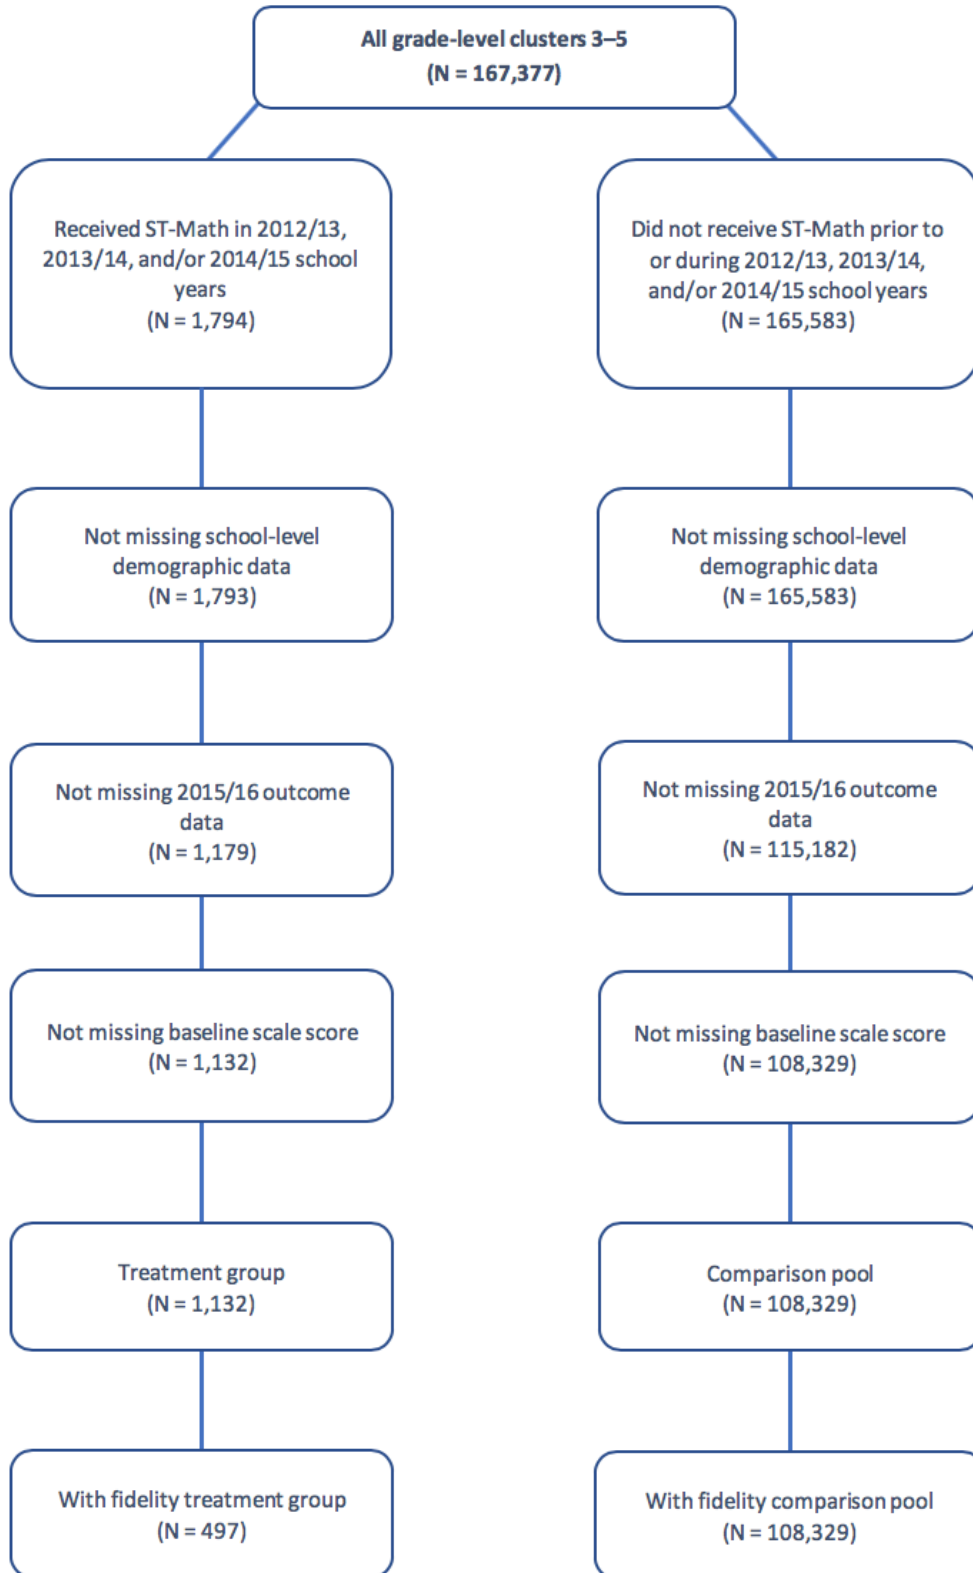 All grade-level clusters 3–5
(N = 167,377)
Received ST-Math in 2012/13,
2013/14, and/or 2014/15 school
years
(N = 1,794)
Did not receive ST-Math prior to
or during 2012/13, 2013/14,
and/or 2014/15 school years
(N = 165,583)
Not missing school-level
demographic data
(N = 1,793)
Not missing school-level
demographic data
(N = 165,583)
Not missing 2015/16 outcome
data
(N = 1,179)
Not missing 2015/16 outcome
data
(N = 115,182)
Not missing baseline scale score
(N = 1,132)
Not missing baseline scale score
(N = 108,329)
Treatment group
(N = 1,132)
Comparison pool
(N = 108,329)
With fidelity treatment group
(N = 497)
With fidelity comparison pool
(N = 108,329)